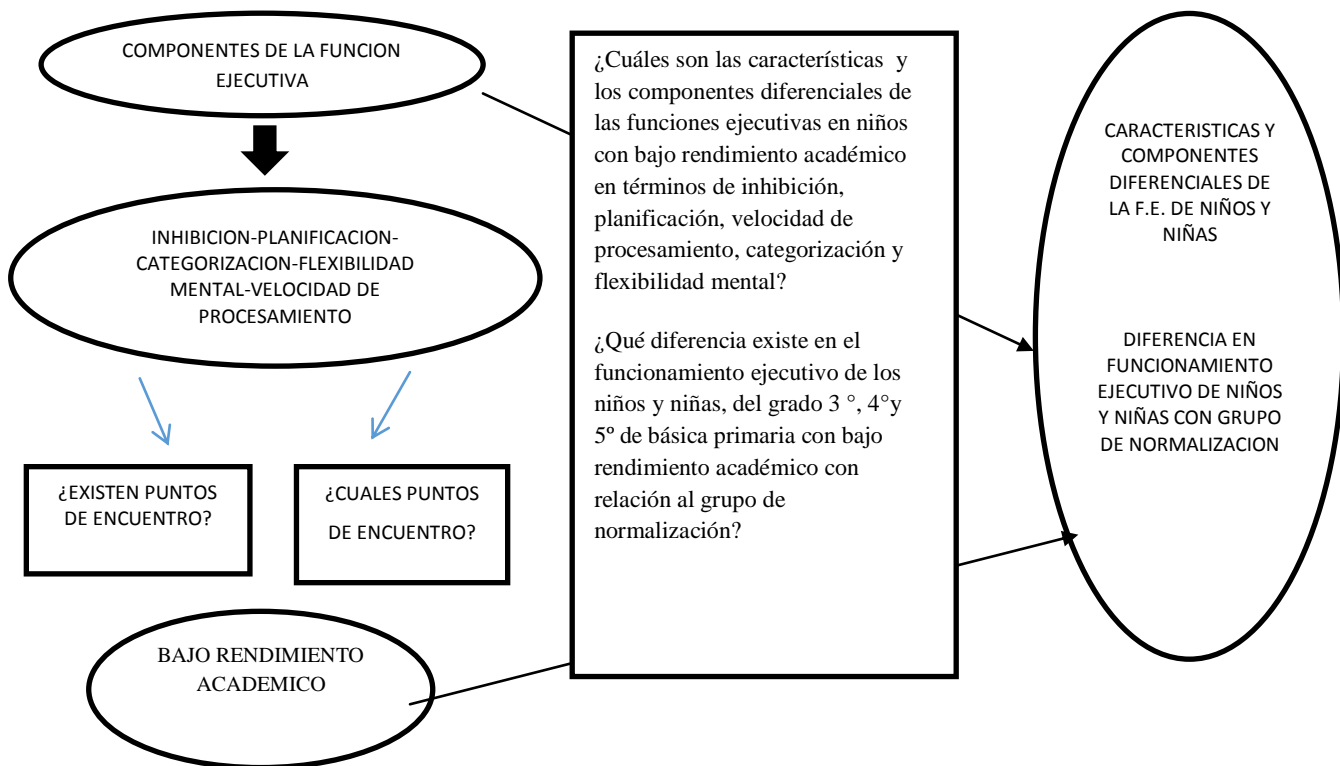 COMPONENTES DE LA FUNCION
EJECUTIVA
INHIBICION-PLANIFICACION-
CATEGORIZACION-FLEXIBILIDAD
MENTAL-VELOCIDAD DE
PROCESAMIENTO
¿EXISTEN PUNTOS
DE ENCUENTRO?
¿CUALES PUNTOS
DE ENCUENTRO?
BAJO RENDIMIENTO
ACADEMICO
¿Cuáles son las características y
los componentes diferenciales de
las funciones ejecutivas en niños
con bajo rendimiento académico
en términos de inhibición,
planificación, velocidad de
procesamiento, categorización y
flexibilidad mental?
¿Qué diferencia existe en el
funcionamiento ejecutivo de los
niños y niñas, del grado 3 °, 4°y
5º de básica primaria con bajo
rendimiento académico con
relación al grupo de
normalización?
CARACTERISTICAS Y
COMPONENTES
DIFERENCIALES DE
LA F.E. DE NIÑOS Y
NIÑAS
DIFERENCIA EN
FUNCIONAMIENTO
EJECUTIVO DE NIÑOS
Y NIÑAS CON GRUPO
DE NORMALIZACION